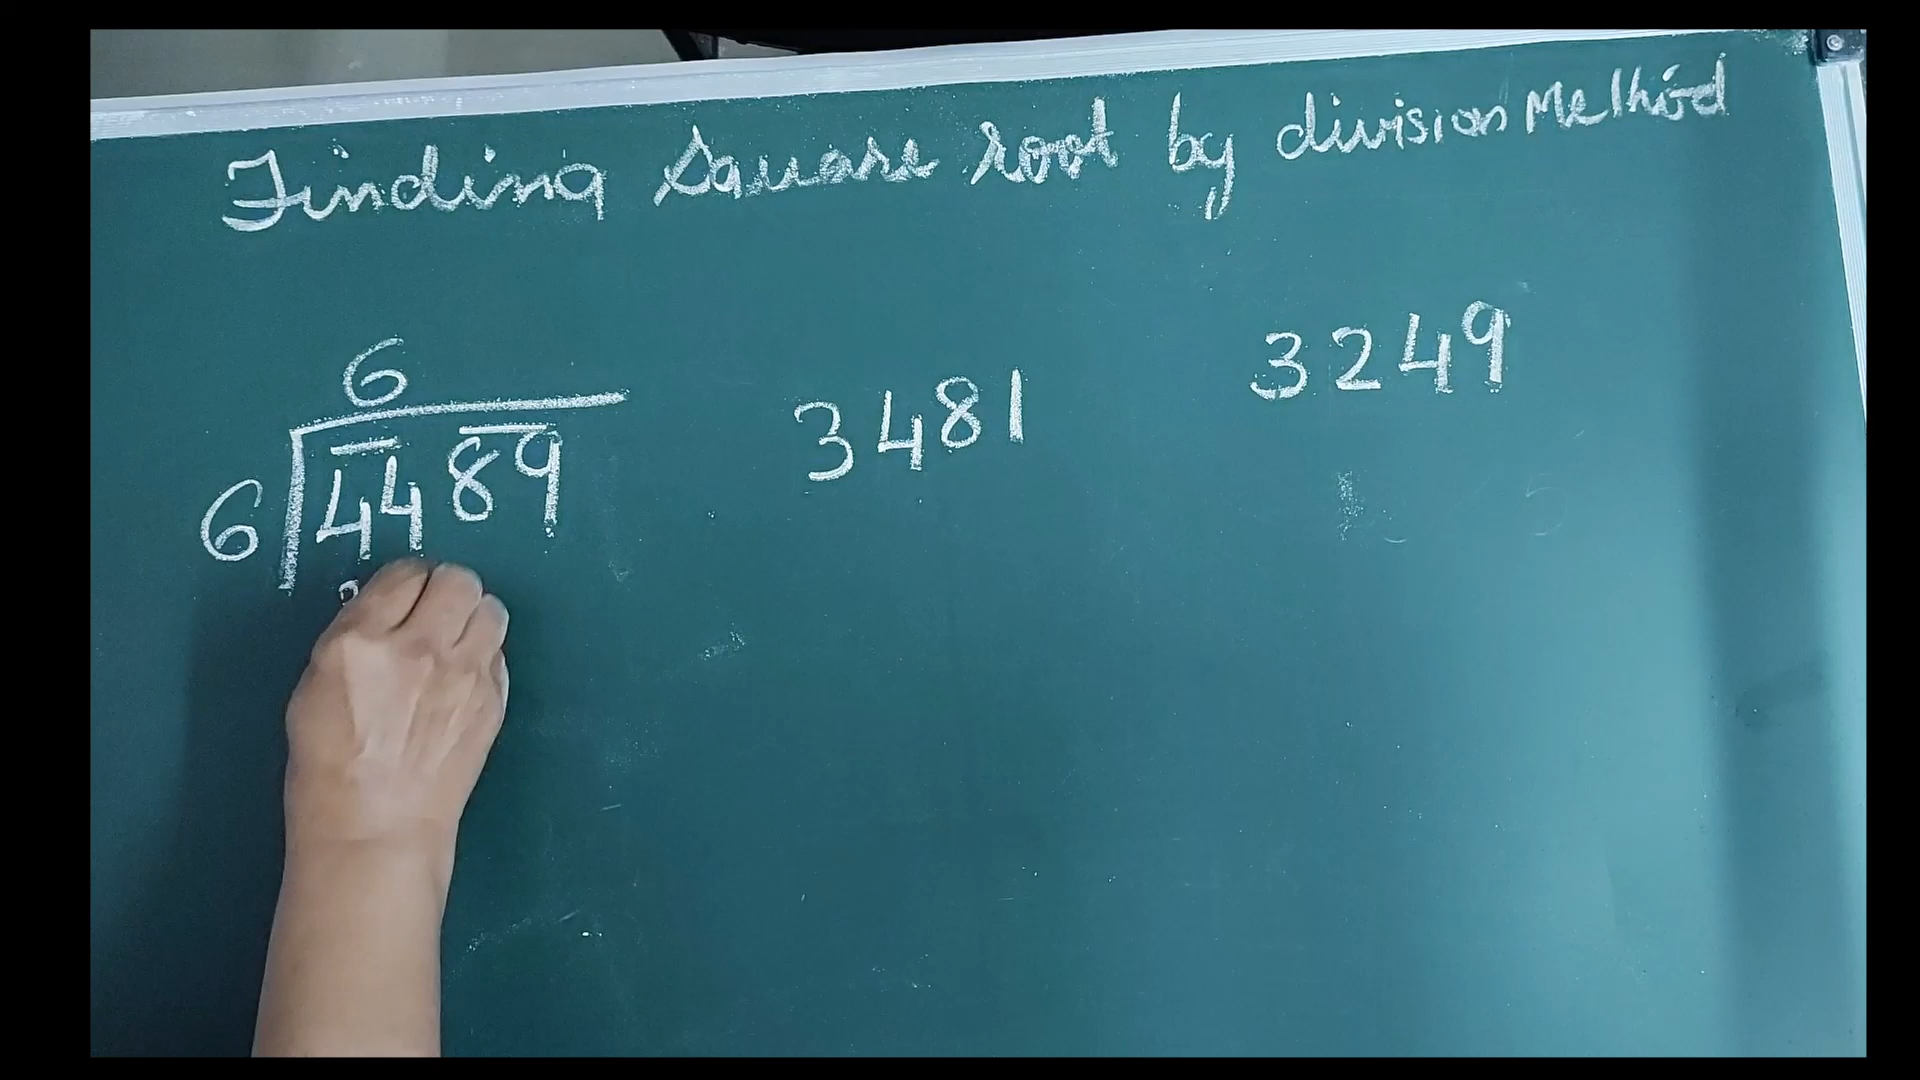 Finding Square root by division Method
6
6 4489
3481
3249